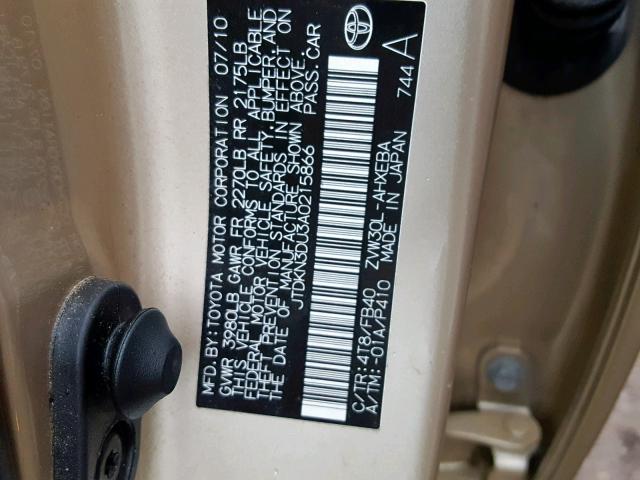 MFD. BY: TOYOTA MOTOR CORPORATION 07/10
GVWR 3980LB GAWR FR 2270LB RR 2175LB
THIS VEHICLE CONFORMS TO ALL APPLICABLE
FEDERAL MOTOR VEHICLE SAFETY, BUMPER, AND
THEFT PREVENTION STANDARDS IN EFFECT ON
THE DATE OF MANUFACTURE SHOWN ABOVE.
JTDKN3DU3A0215866 PASS. CAR
C/TR: 4T8/FB40 ZVW30L-AHXEBA
A/TM: -01A/P410 MADE IN JAPAN 744 A